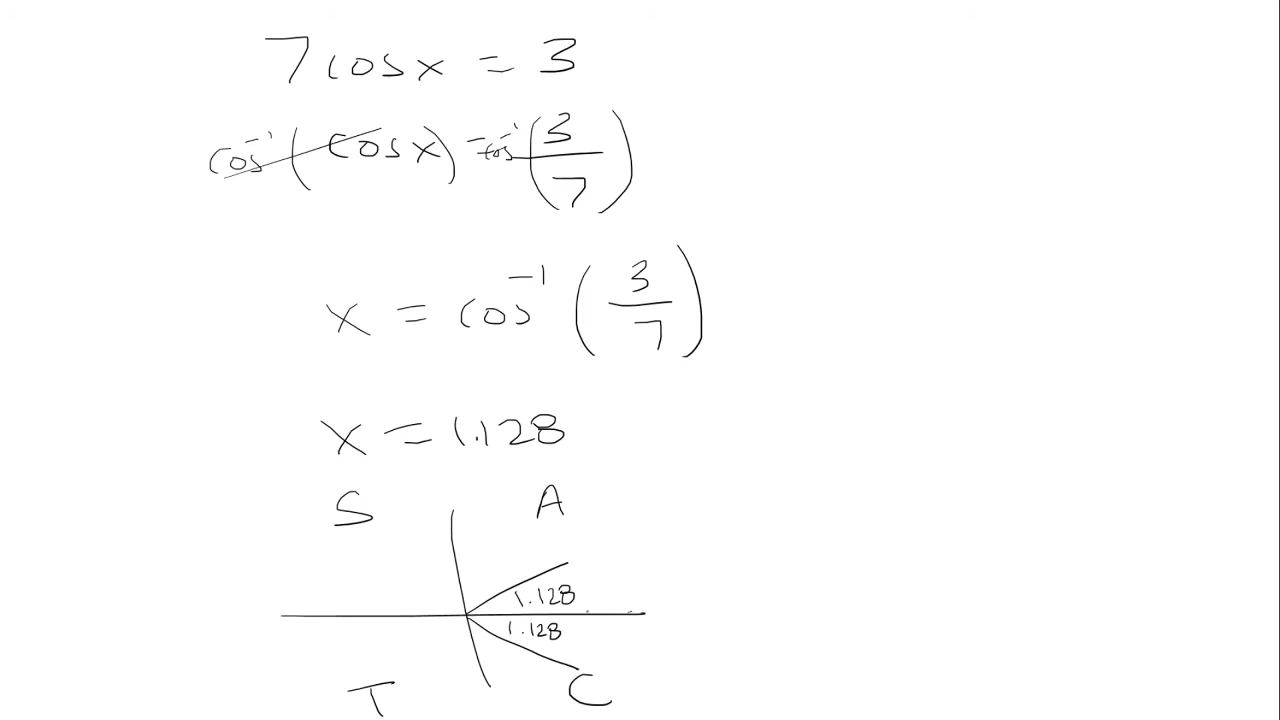 7 cos x = 3
cos⁻¹ (cos x) = cos⁻¹ (3/7)
x = cos⁻¹ (3/7)
x = 1.128
S A
1.128
1.128
T C